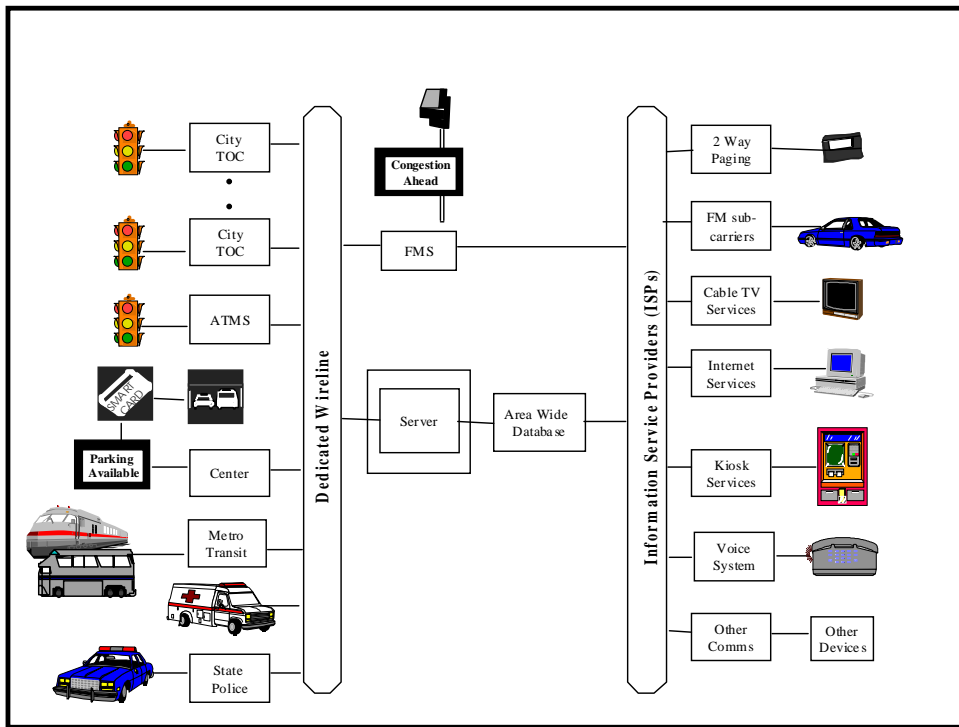 City
TOC
City
TOC
ATMS
SMART
CARD
Parking
Available
Center
Metro
Transit
State
Police
Dedicated Wireline
Congestion
Ahead
FMS
Server
Area Wide
Database
Information Service Providers (ISPs)
2 Way
Paging
FM sub-
carriers
Cable TV
Services
Internet
Services
Kiosk
Services
Voice
System
Other
Comms
Other
Devices